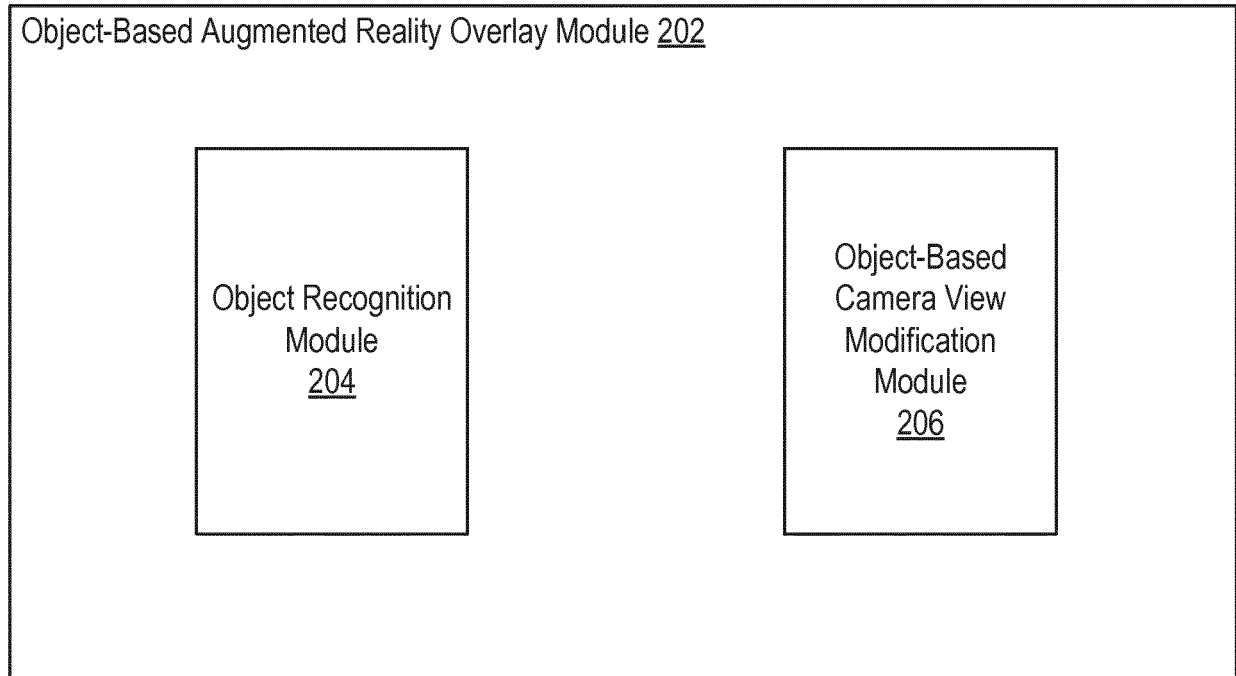 Object-Based Augmented Reality Overlay Module 202
Object Recognition
Module
204
Object-Based
Camera View
Modification
Module
206